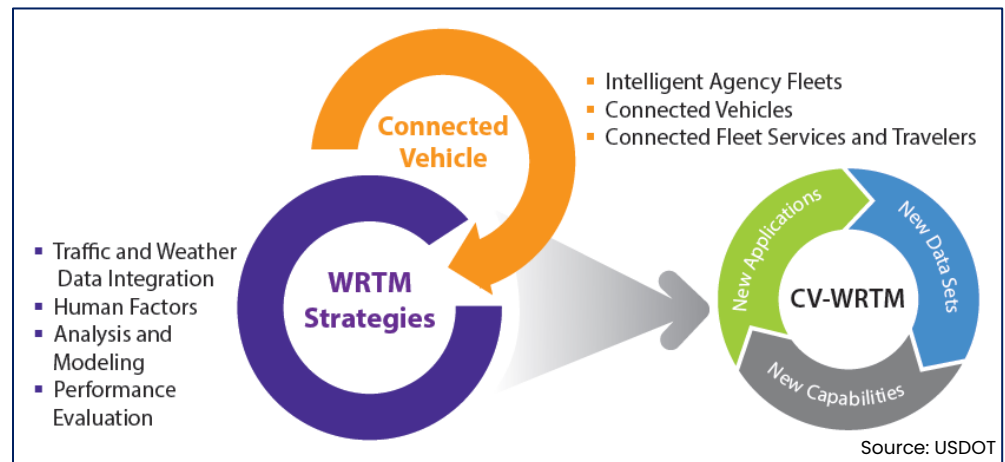 Connected
Vehicle
▪ Intelligent Agency Fleets
▪ Connected Vehicles
▪ Connected Fleet Services and Travelers
▪ Traffic and Weather
Data Integration
▪ Human Factors
▪ Analysis and
Modeling
▪ Performance
Evaluation
WRTM
Strategies
New Applications
New Data Sets
CV-WRTM
New Capabilities
Source: USDOT